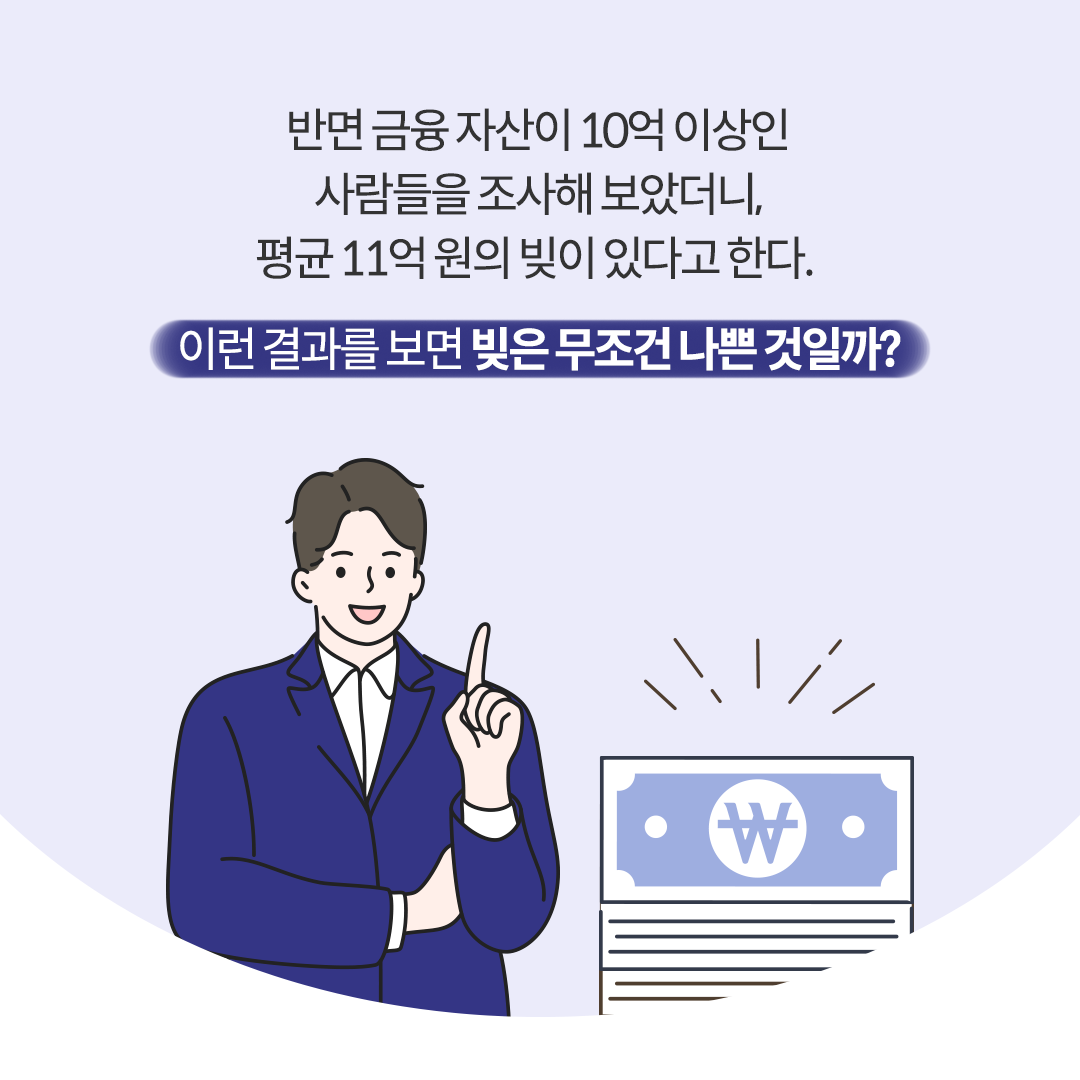 반면 금융 자산이 10억 이상인
사람들을 조사해 보았더니,
평균 11억 원의 빚이 있다고 한다.
이런 결과를 보면 빚은 무조건 나쁜 것일까?
₩